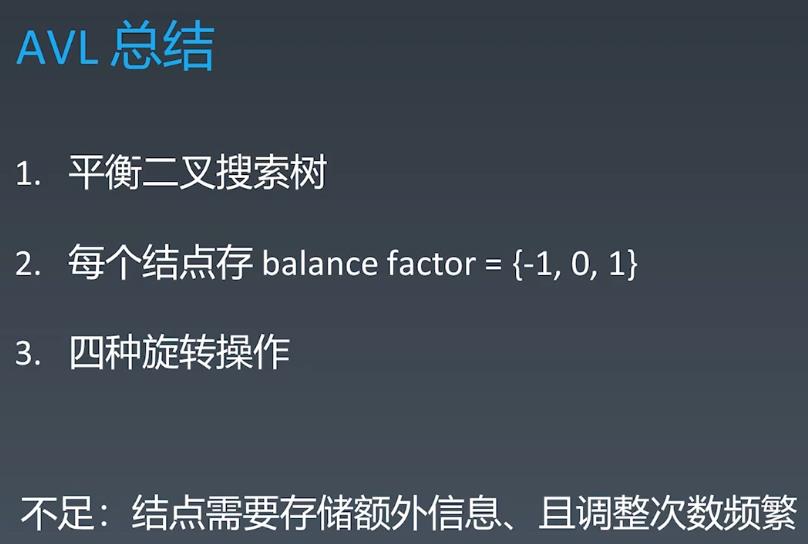 AVL 总结
1. 平衡二叉搜索树
2. 每个结点存 balance factor = {-1, 0, 1}
3. 四种旋转操作
不足：结点需要存储额外信息、且调整次数频繁